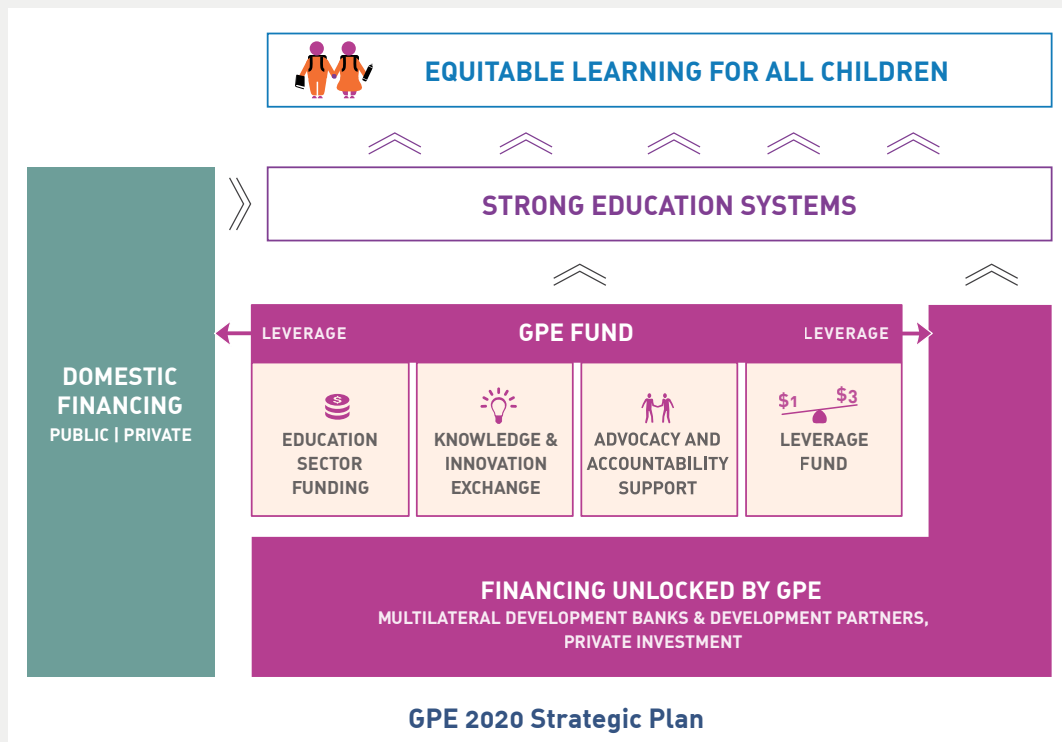 EQUITABLE LEARNING FOR ALL CHILDREN
STRONG EDUCATION SYSTEMS
DOMESTIC
FINANCING
PUBLIC | PRIVATE
LEVERAGE
GPE FUND
LEVERAGE
$
EDUCATION
SECTOR
FUNDING
KNOWLEDGE &
INNOVATION
EXCHANGE
ADVOCACY AND
ACCOUNTABILITY
SUPPORT
$1
$3
LEVERAGE
FUND
FINANCING UNLOCKED BY GPE
MULTILATERAL DEVELOPMENT BANKS & DEVELOPMENT PARTNERS,
PRIVATE INVESTMENT
GPE 2020 Strategic Plan